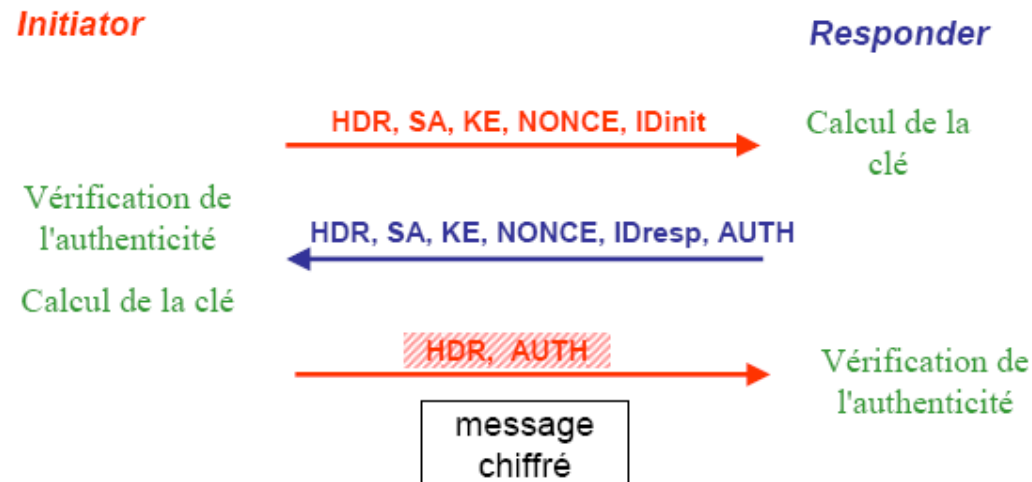 Initiator
Responder
HDR, SA, KE, NONCE, IDinit
Calcul de la
clé
Vérification de
l'authenticité
HDR, SA, KE, NONCE, IDresp, AUTH
Calcul de la clé
HDR, AUTH
Vérification de
l'authenticité
message
chiffré